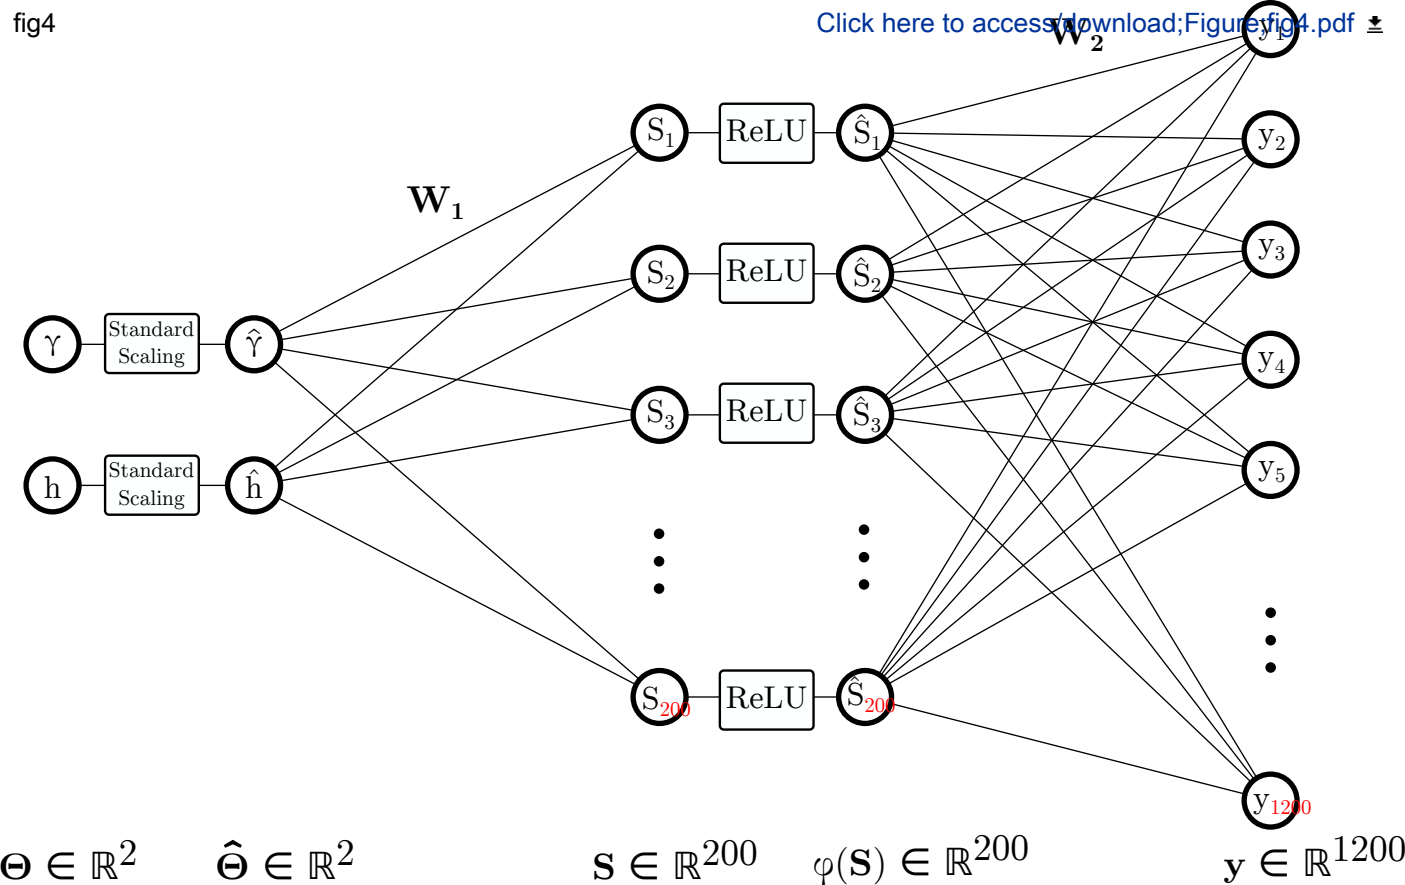 fig4
Click here to access/download;Figure;fig4.pdf
W₂
y₁
S₁ ReLU Ŝ₁
y₂
W₁
S₂ ReLU Ŝ₂
y₃
γ Standard Scaling γ̂
y₄
S₃ ReLU Ŝ₃
h Standard Scaling ĥ
y₅
S₂₀₀ ReLU Ŝ₂₀₀
y₁₂₀₀
Θ ∈ ℝ² Θ̂ ∈ ℝ² S ∈ ℝ²⁰⁰ φ(S) ∈ ℝ²⁰⁰ y ∈ ℝ¹²⁰⁰